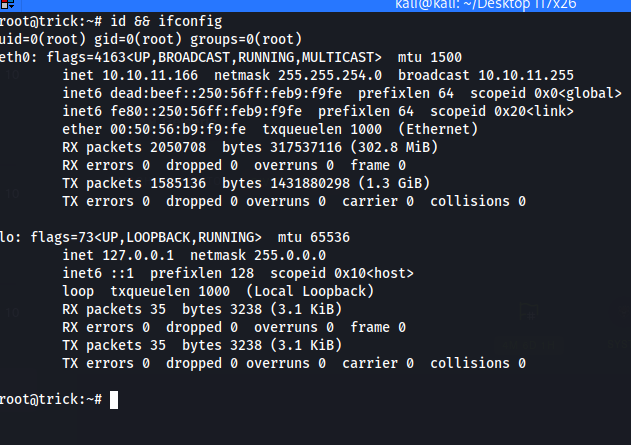 kali@kali: ~/Desktop 117x26
root@trick:~# id && ifconfig
uid=0(root) gid=0(root) groups=0(root)
eth0: flags=4163<UP,BROADCAST,RUNNING,MULTICAST>  mtu 1500
        inet 10.10.11.166  netmask 255.255.254.0  broadcast 10.10.11.255
        inet6 dead:beef::250:56ff:feb9:f9fe  prefixlen 64  scopeid 0x0<global>
        inet6 fe80::250:56ff:feb9:f9fe  prefixlen 64  scopeid 0x20<link>
        ether 00:50:56:b9:f9:fe  txqueuelen 1000  (Ethernet)
        RX packets 2050708  bytes 317537116 (302.8 MiB)
        RX errors 0  dropped 0  overruns 0  frame 0
        TX packets 1585136  bytes 1431880298 (1.3 GiB)
        TX errors 0  dropped 0 overruns 0  carrier 0  collisions 0
lo: flags=73<UP,LOOPBACK,RUNNING>  mtu 65536
        inet 127.0.0.1  netmask 255.0.0.0
        inet6 ::1  prefixlen 128  scopeid 0x10<host>
        loop  txqueuelen 1000  (Local Loopback)
        RX packets 35  bytes 3238 (3.1 KiB)
        RX errors 0  dropped 0  overruns 0  frame 0
        TX packets 35  bytes 3238 (3.1 KiB)
        TX errors 0  dropped 0 overruns 0  carrier 0  collisions 0
root@trick:~#